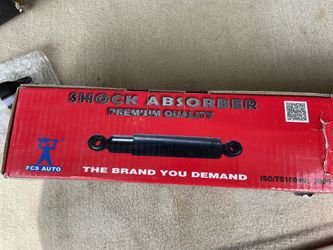 SHOCK ABSORBER
PREMIUM QUALITY
FCS AUTO
THE BRAND YOU DEMAND